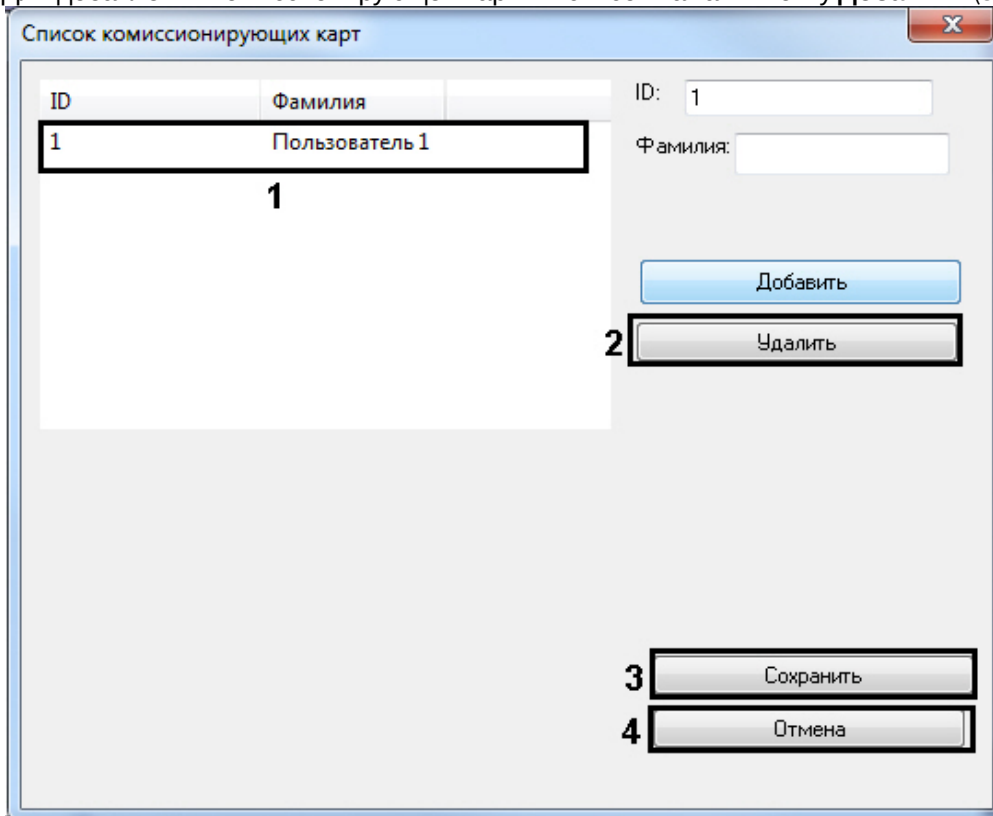 Список комиссионирующих карт
ID Фамилия
1 Пользователь 1
1
ID: 1
Фамилия:
Добавить
2 Удалить
3 Сохранить
4 Отмена